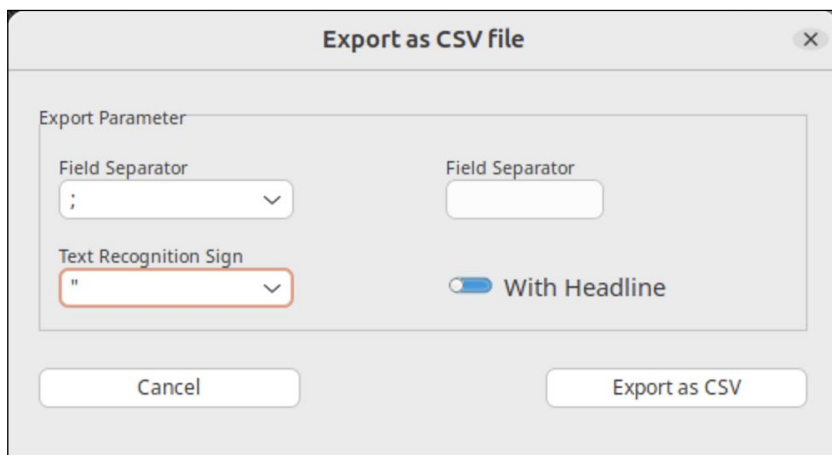 Export as CSV file
Export Parameter
Field Separator
Field Separator
;
Text Recognition Sign
"
With Headline
Cancel
Export as CSV